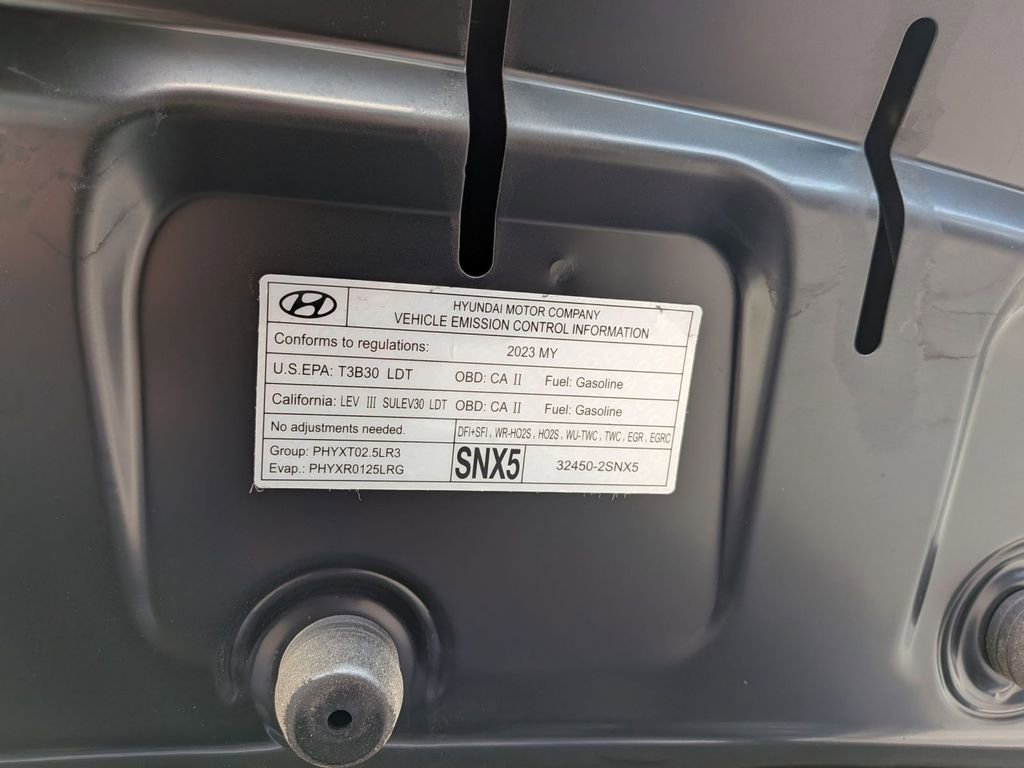 HYUNDAI MOTOR COMPANY
VEHICLE EMISSION CONTROL INFORMATION
Conforms to regulations: 2023 MY
U.S.EPA: T3B30 LDT OBD: CA II Fuel: Gasoline
California: LEV III SULEV30 LDT OBD: CA II Fuel: Gasoline
No adjustments needed. DFI+SFI, WR-HO2S, HO2S, WU-TWC, TWC, EGR, EGRC
Group: PHYXT02.5LR3
Evap.: PHYXR0125LRG
SNX5 32450-2SNX5